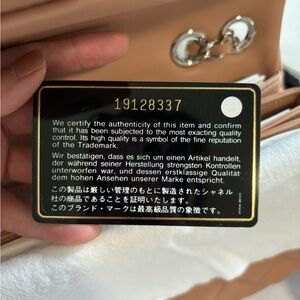 19128337
We certify the authenticity of this item and confirm
that it has been subjected to the most exacting quality
control. Its high quality is a symbol of the fine reputation
of the Trademark.
Wir bestätigen, dass es sich um einen Artikel handelt,
der während seiner Herstellung strengsten Kontrollen
unterworfen wurde, und dessen erstklassige Qualität
dem hohen Ansehen unserer Marke entspricht.
この製品は厳しい管理のもとに製造されたシャネル
社の商品であることを証明いたします。
このブランド・マークは最高級品質の象徴です。